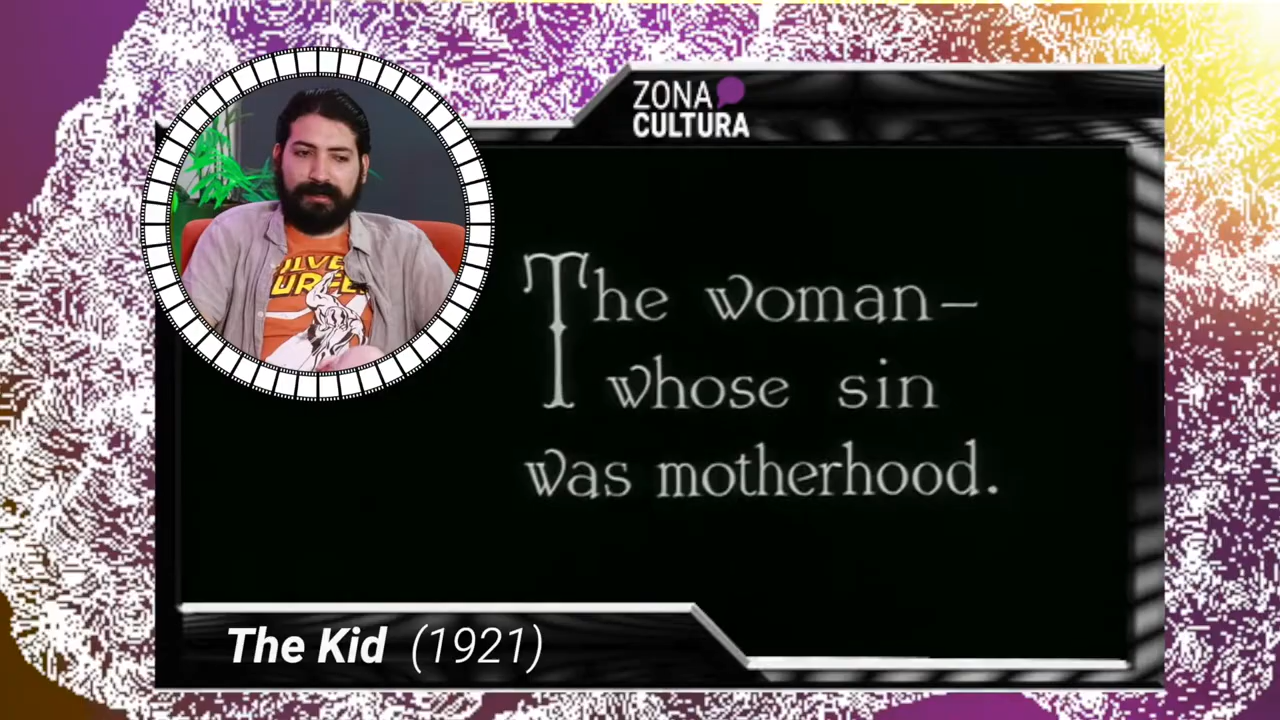 ZONA
CULTURA
The woman—
whose sin
was motherhood.
The Kid (1921)